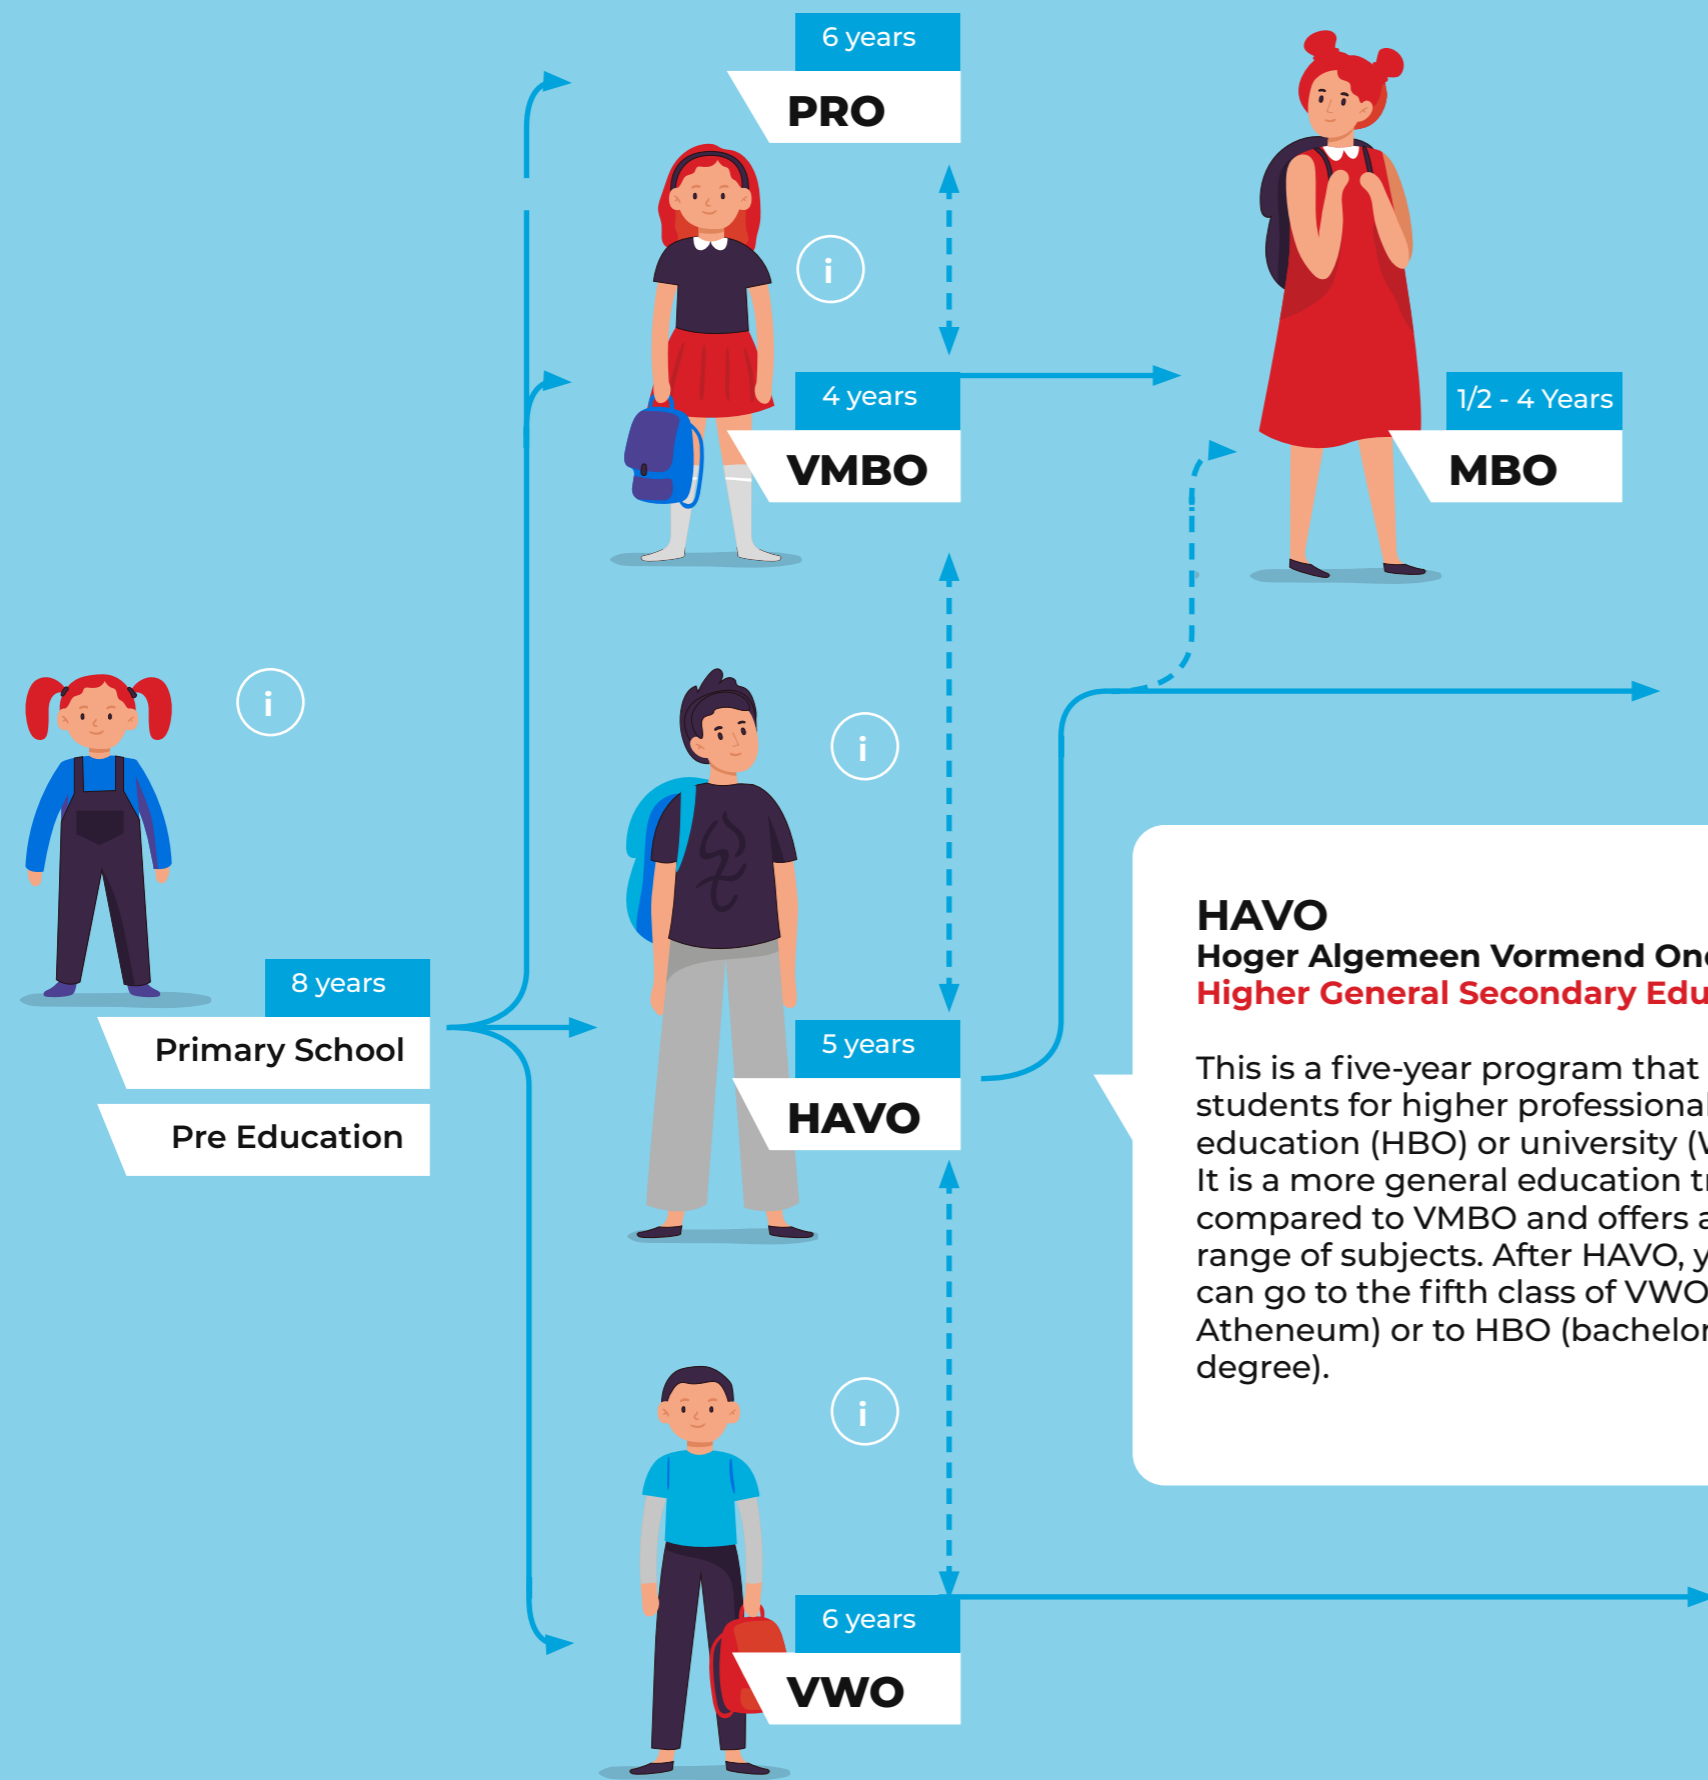 6 years
PRO
i
4 years
VMBO
1/2 - 4 Years
MBO
i
8 years
Primary School
Pre Education
i
5 years
HAVO
HAVO
Hoger Algemeen Vormend
Higher General Secondary
This is a five-year program that
students for higher professional
education (HBO) or university
It is a more general education
compared to VMBO and offers
range of subjects. After HAVO,
can go to the fifth class of VWO
Atheneum) or to HBO (bachelor
degree).
i
6 years
VWO